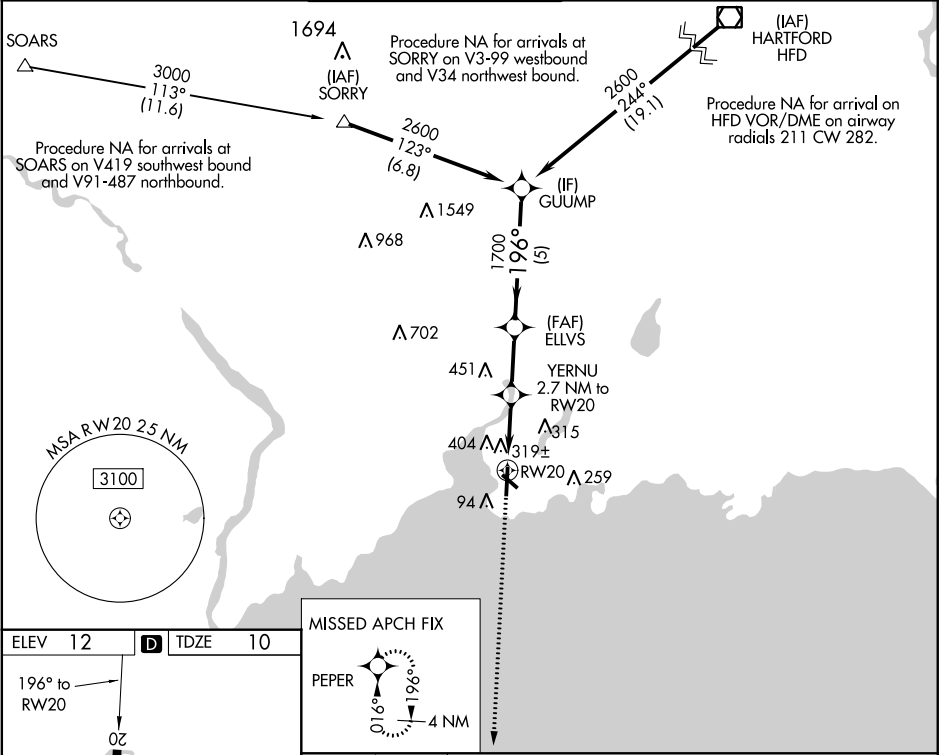 SOARS
3000
113°
(11.6)
1694
(IAF)
SORRY
Procedure NA for arrivals at
SORRY on V3-99 westbound
and V34 northwest bound.
(IAF)
HARTFORD
HFD
2600
244°
(19.1)
Procedure NA for arrival on
HFD VOR/DME on airway
radials 211 CW 282.
Procedure NA for arrivals at
SOARS on V419 southwest bound
and V91-487 northbound.
2600
123°
(6.8)
(IF)
GUUMP
1549
968
1700
196°
(5)
(FAF)
ELLVS
702
451
YERNU
2.7 NM to
RW20
315
404
319±
RW20
259
94
MSA RW20 25 NM
3100
ELEV 12
D
TDZE 10
196° to
RW20
20
MISSED APCH FIX
PEPER
016°
196°
4 NM